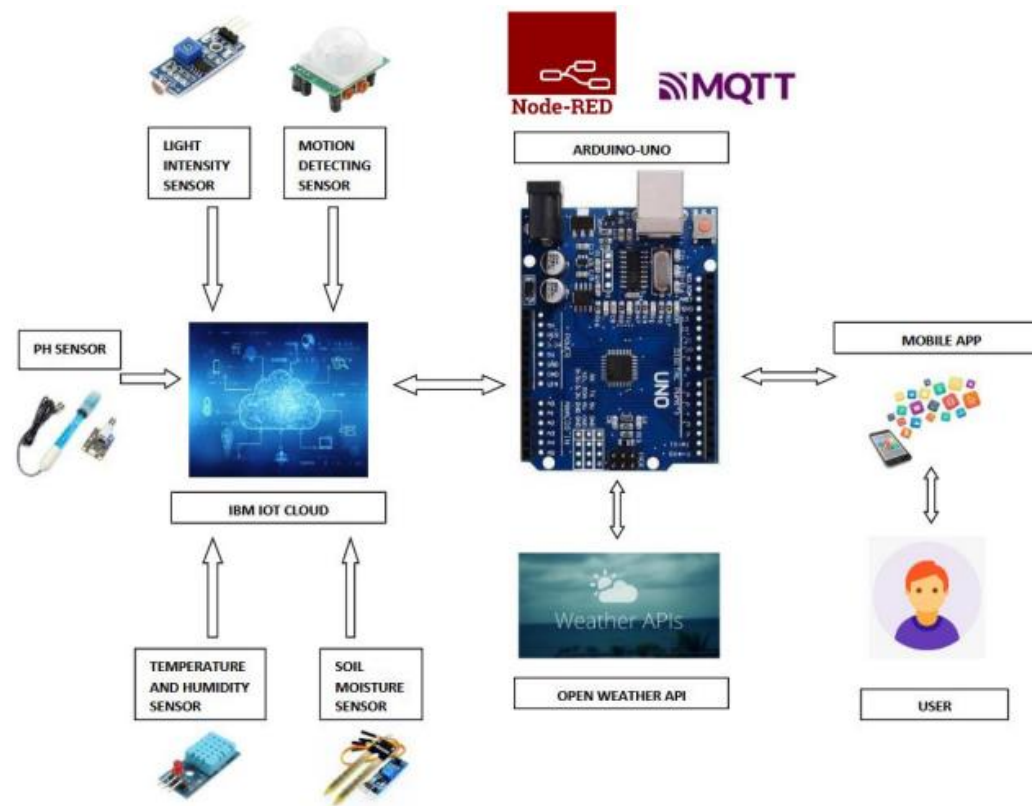 Node-RED
MQTT
LIGHT
INTENSITY
SENSOR
MOTION
DETECTING
SENSOR
ARDUINO-UNO
PH SENSOR
UNO
MOBILE APP
IBM IOT CLOUD
Weather APIs
TEMPERATURE
AND HUMIDITY
SENSOR
SOIL
MOISTURE
SENSOR
OPEN WEATHER API
USER